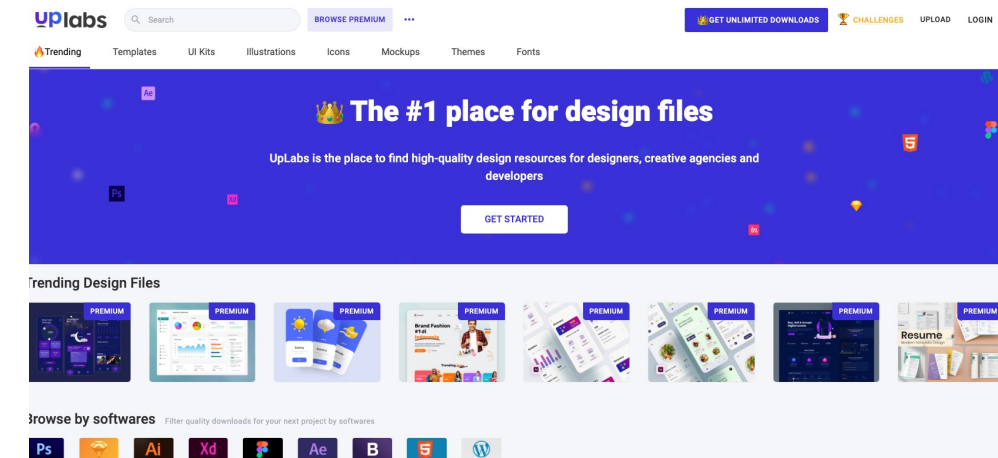 uplabs
Search
BROWSE PREMIUM
GET UNLIMITED DOWNLOADS
CHALLENGES
UPLOAD
LOGIN
Trending
Templates
UI Kits
Illustrations
Icons
Mockups
Themes
Fonts
Ae
The #1 place for design files
UpLabs is the place to find high-quality design resources for designers, creative agencies and
developers
Ps
Xd
in
GET STARTED
Trending Design Files
PREMIUM
PREMIUM
PREMIUM
PREMIUM
PREMIUM
PREMIUM
PREMIUM
PREMIUM
Brand Fashion
#1 di
Resume
Browse by softwares
Filter quality downloads for your next project by softwares
Ps
Ai
Xd
Ae
B
5